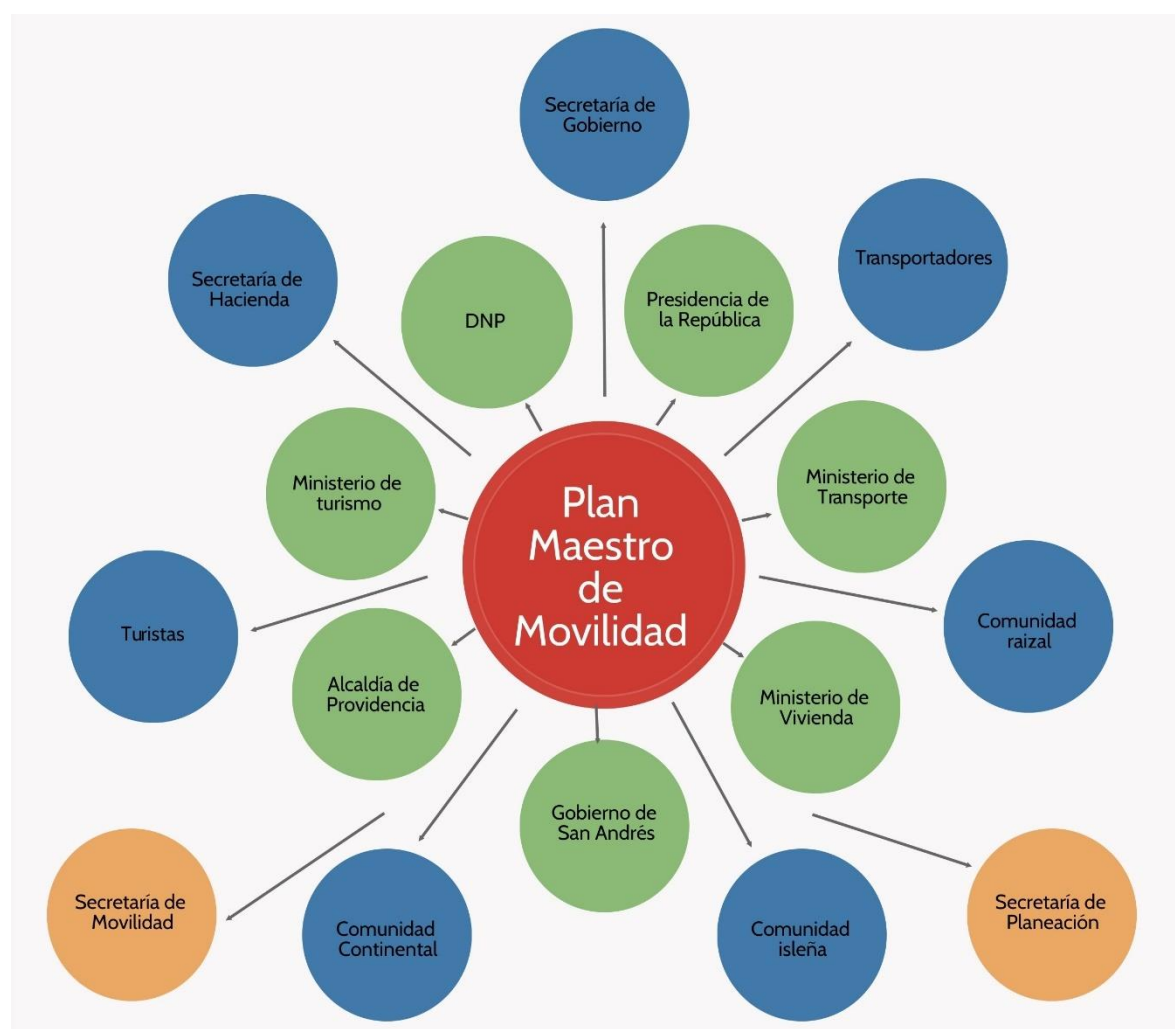 Secretaría de
Gobierno
Transportadores
Secretaría de
Hacienda
Presidencia de
la República
DNP
Ministerio de
turismo
Ministerio de
Transporte
Plan
Maestro
de
Movilidad
Turistas
Comunidad
raizal
Alcaldía de
Providencia
Ministerio de
Vivienda
Gobierno de
San Andrés
Secretaría de
Movilidad
Comunidad
Continental
Comunidad
isleña
Secretaría de
Planeación